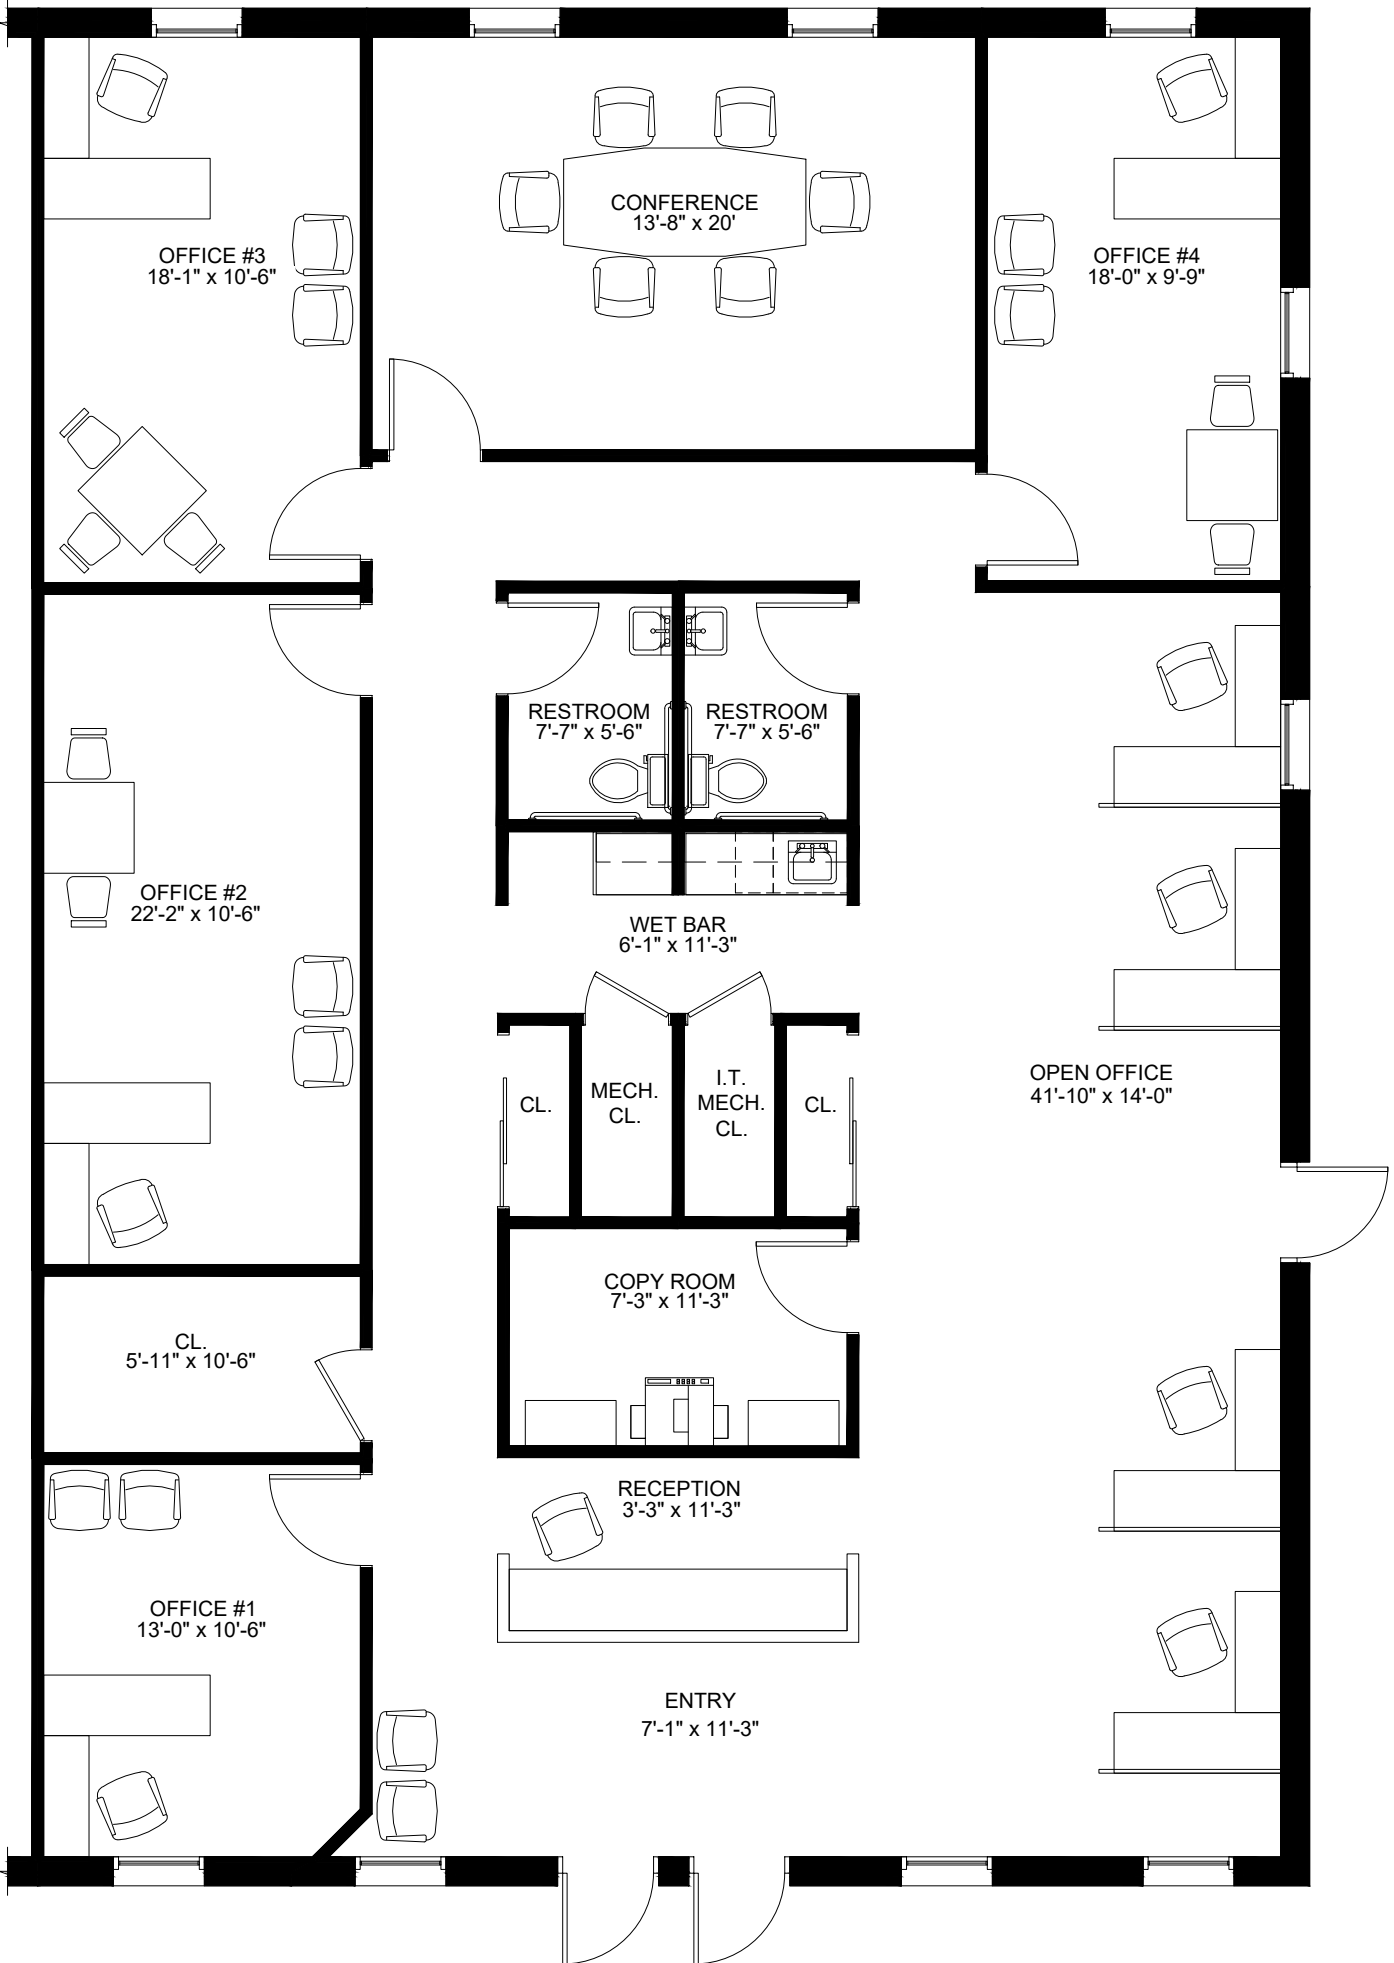 CONFERENCE
13'-8" x 20'
OFFICE #3
18'-1" x 10'-6"
OFFICE #4
18'-0" x 9'-9"
RESTROOM
7'-7" x 5'-6"
RESTROOM
7'-7" x 5'-6"
OFFICE #2
22'-2" x 10'-6"
WET BAR
6'-1" x 11'-3"
OPEN OFFICE
41'-10" x 14'-0"
CL.
MECH.
CL.
I.T.
MECH.
CL.
CL.
COPY ROOM
7'-3" x 11'-3"
CL.
5'-11" x 10'-6"
RECEPTION
3'-3" x 11'-3"
OFFICE #1
13'-0" x 10'-6"
ENTRY
7'-1" x 11'-3"